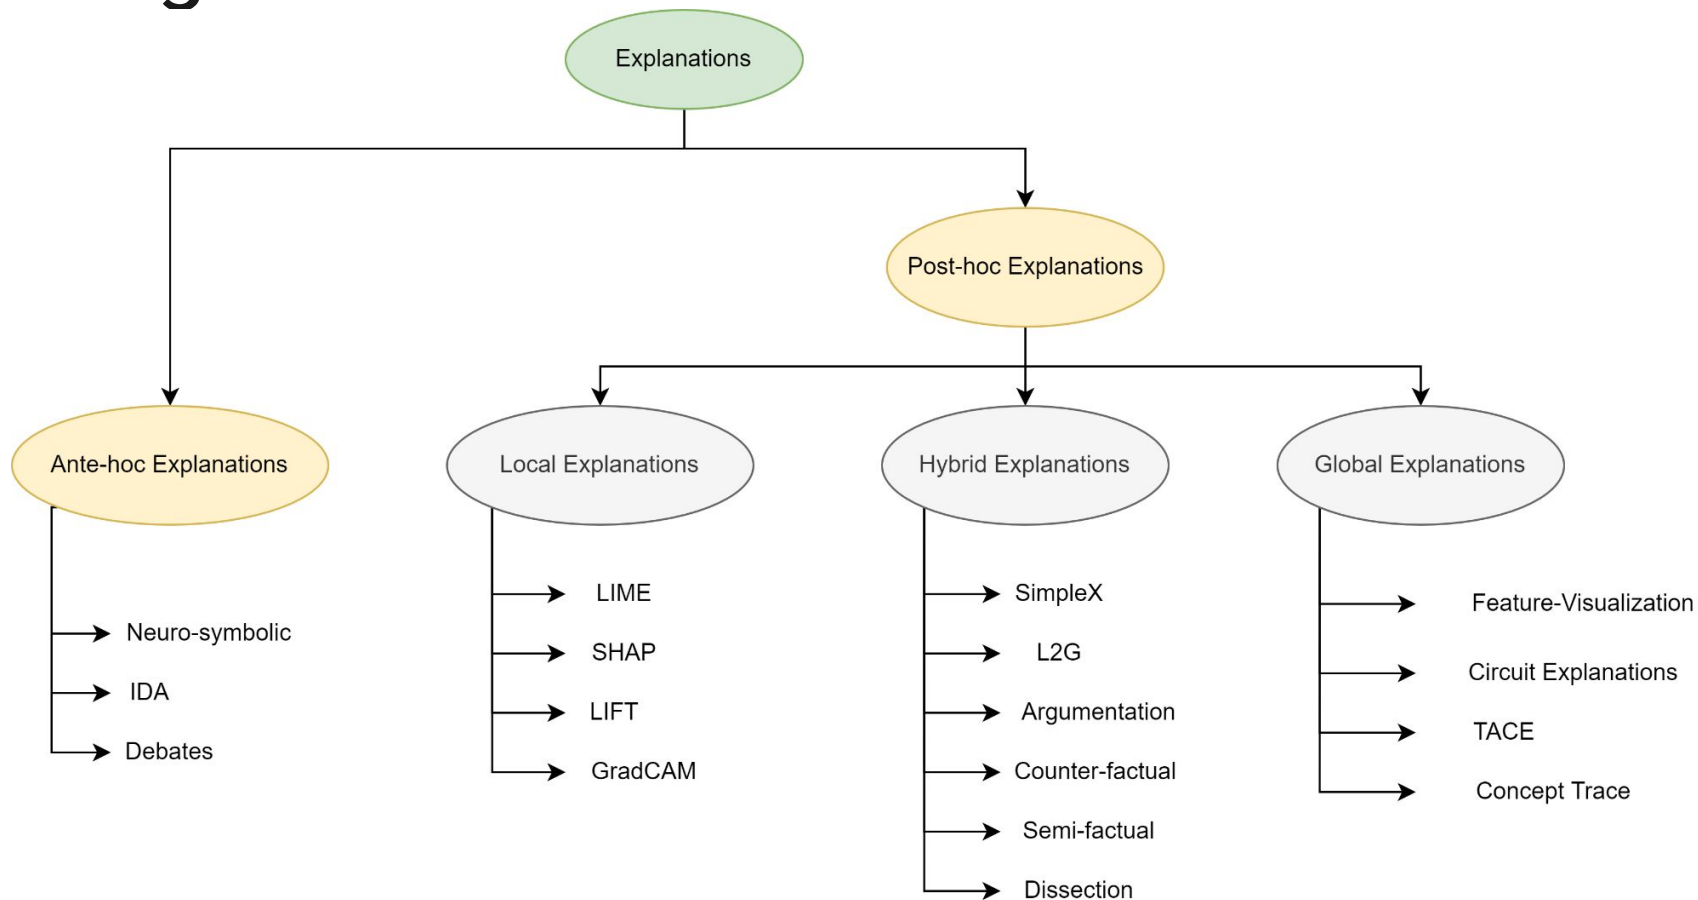 Explanations
Post-hoc Explanations
Ante-hoc Explanations
Local Explanations
Hybrid Explanations
Global Explanations
Neuro-symbolic
IDA
Debates
LIME
SHAP
LIFT
GradCAM
SimpleX
L2G
Argumentation
Counter-factual
Semi-factual
Dissection
Feature-Visualization
Circuit Explanations
TACE
Concept Trace